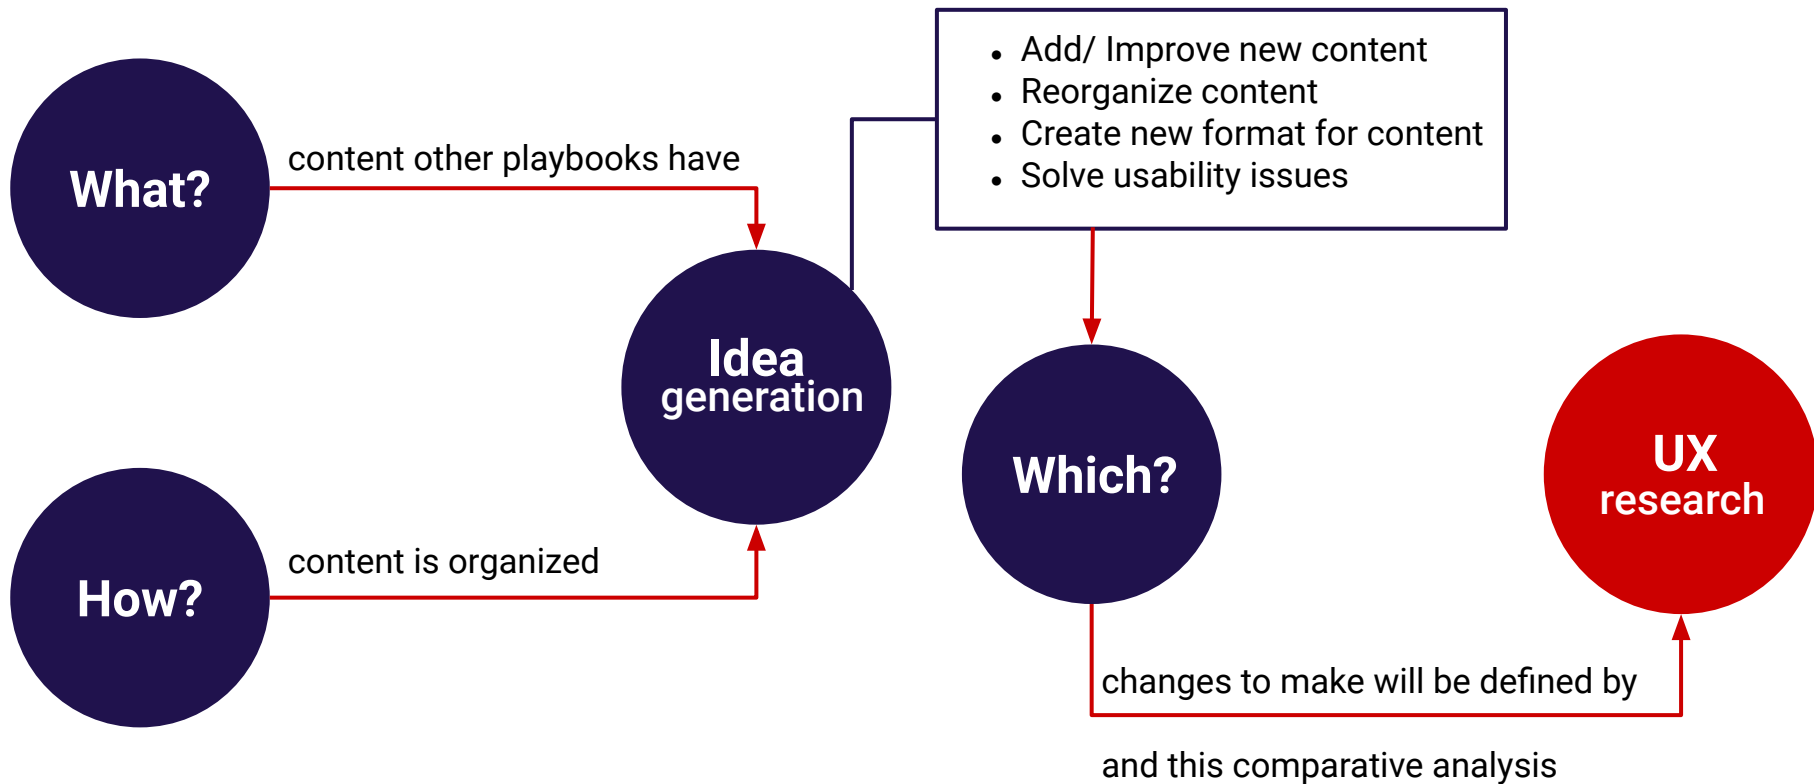 What?
content other playbooks have
How?
content is organized
Idea
generation
• Add/ Improve new content
• Reorganize content
• Create new format for content
• Solve usability issues
Which?
changes to make will be defined by
and this comparative analysis
UX
research